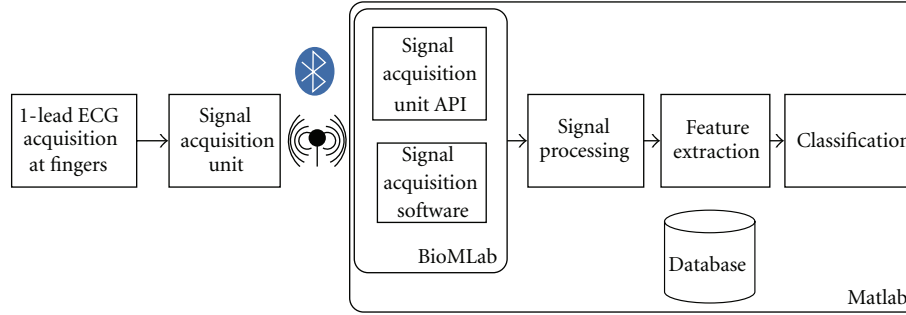 1-lead ECG
acquisition
at fingers
Signal
acquisition
unit
Signal
acquisition
unit API
Signal
acquisition
software
BioMLab
Signal
processing
Feature
extraction
Classification
Database
Matlab